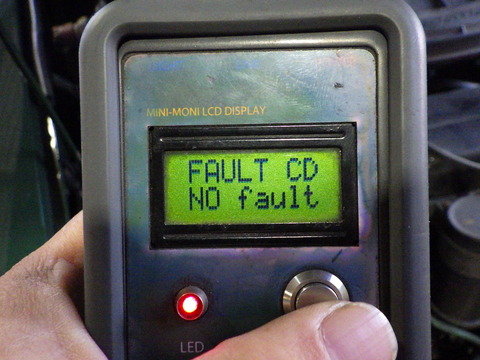 MINI-MONI LCD DISPLAY
FAULT CD
NO fault
LED